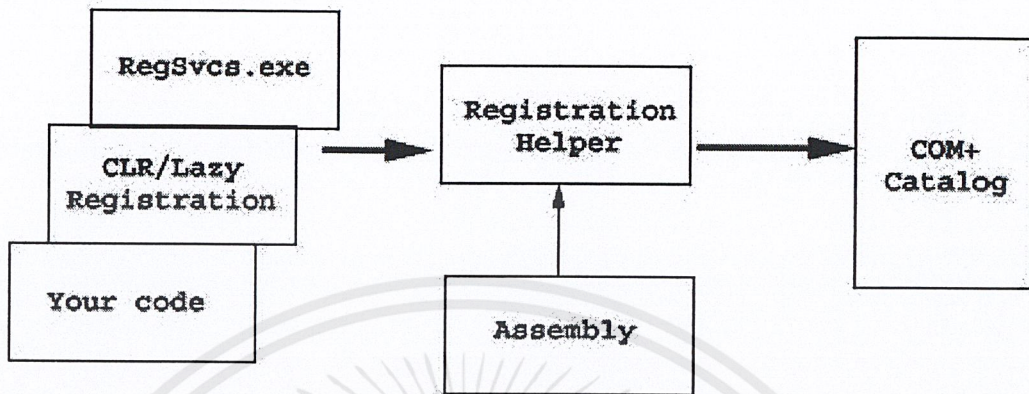 RegSvcs.exe
CLR/Lazy
Registration
Your code
Registration
Helper
Assembly
COM+
Catalog